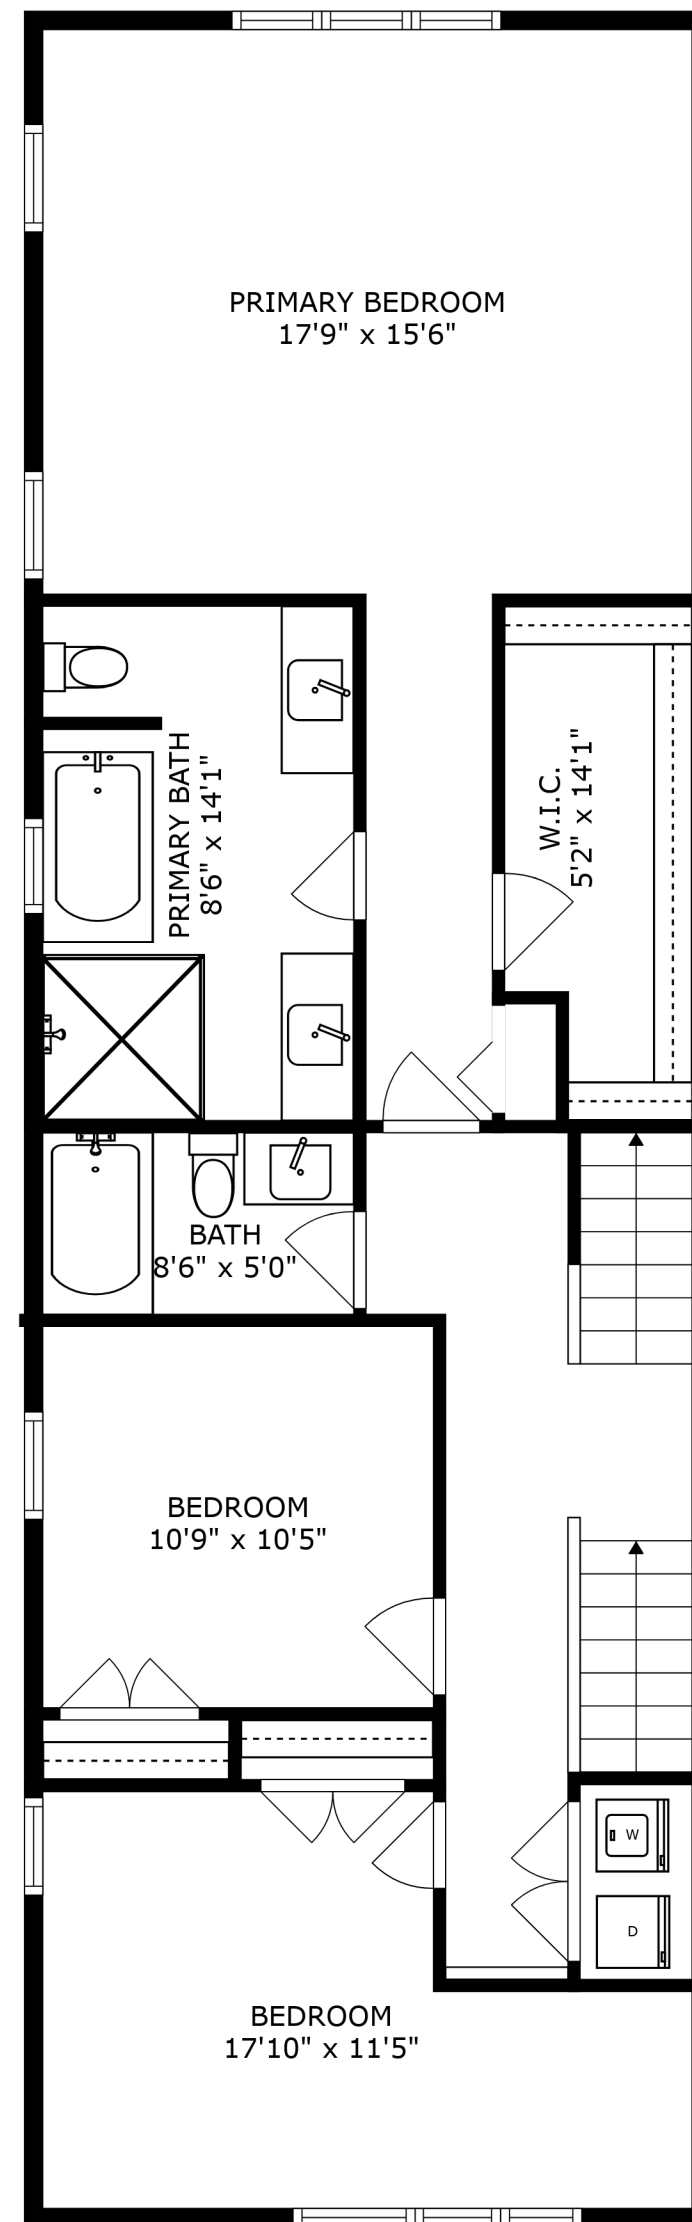 PRIMARY BEDROOM
17'9" x 15'6"
PRIMARY BATH
8'6" x 14'1"
W.I.C.
5'2" x 14'1"
BATH
8'6" x 5'0"
BEDROOM
10'9" x 10'5"
W
D
BEDROOM
17'10" x 11'5"